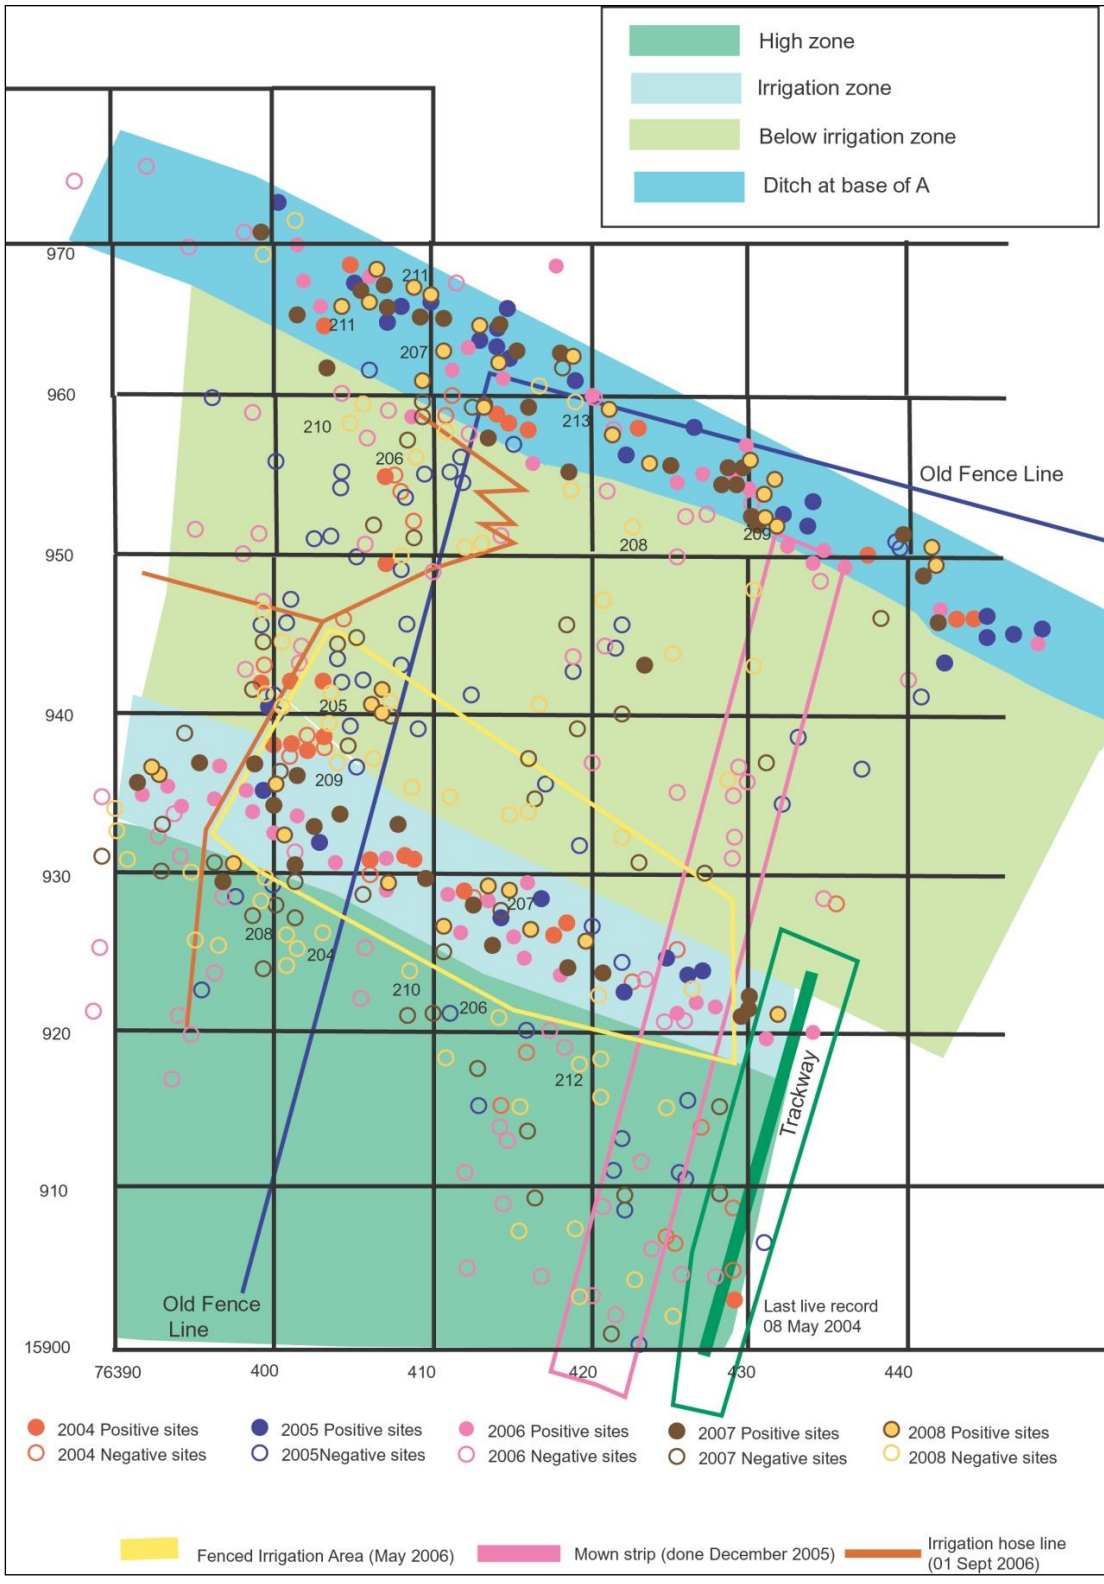 High zone
Irrigation zone
Below irrigation zone
Ditch at base of A
970
211
211
207
960
213
210
206
Old Fence Line
209
208
950
205
940
209
930
207
208
204
210
206
920
212
Trackway
910
Old Fence
Line
Last live record
08 May 2004
15900
76390
400
410
420
430
440
2004 Positive sites
2005 Positive sites
2006 Positive sites
2007 Positive sites
2008 Positive sites
2004 Negative sites
2005Negative sites
2006 Negative sites
2007 Negative sites
2008 Negative sites
Fenced Irrigation Area (May 2006)
Mown strip (done December 2005)
Irrigation hose line
(01 Sept 2006)